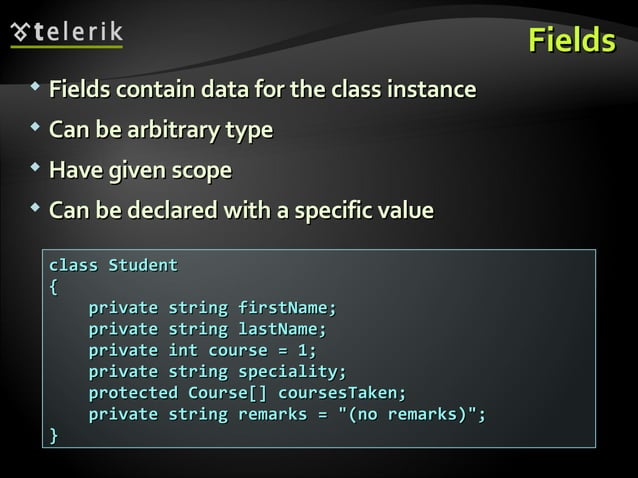 telerik
Fields
Fields contain data for the class instance
Can be arbitrary type
Have given scope
Can be declared with a specific value
class Student
{
    private string firstName;
    private string lastName;
    private int course = 1;
    private string speciality;
    protected Course[] coursesTaken;
    private string remarks = "(no remarks)";
}